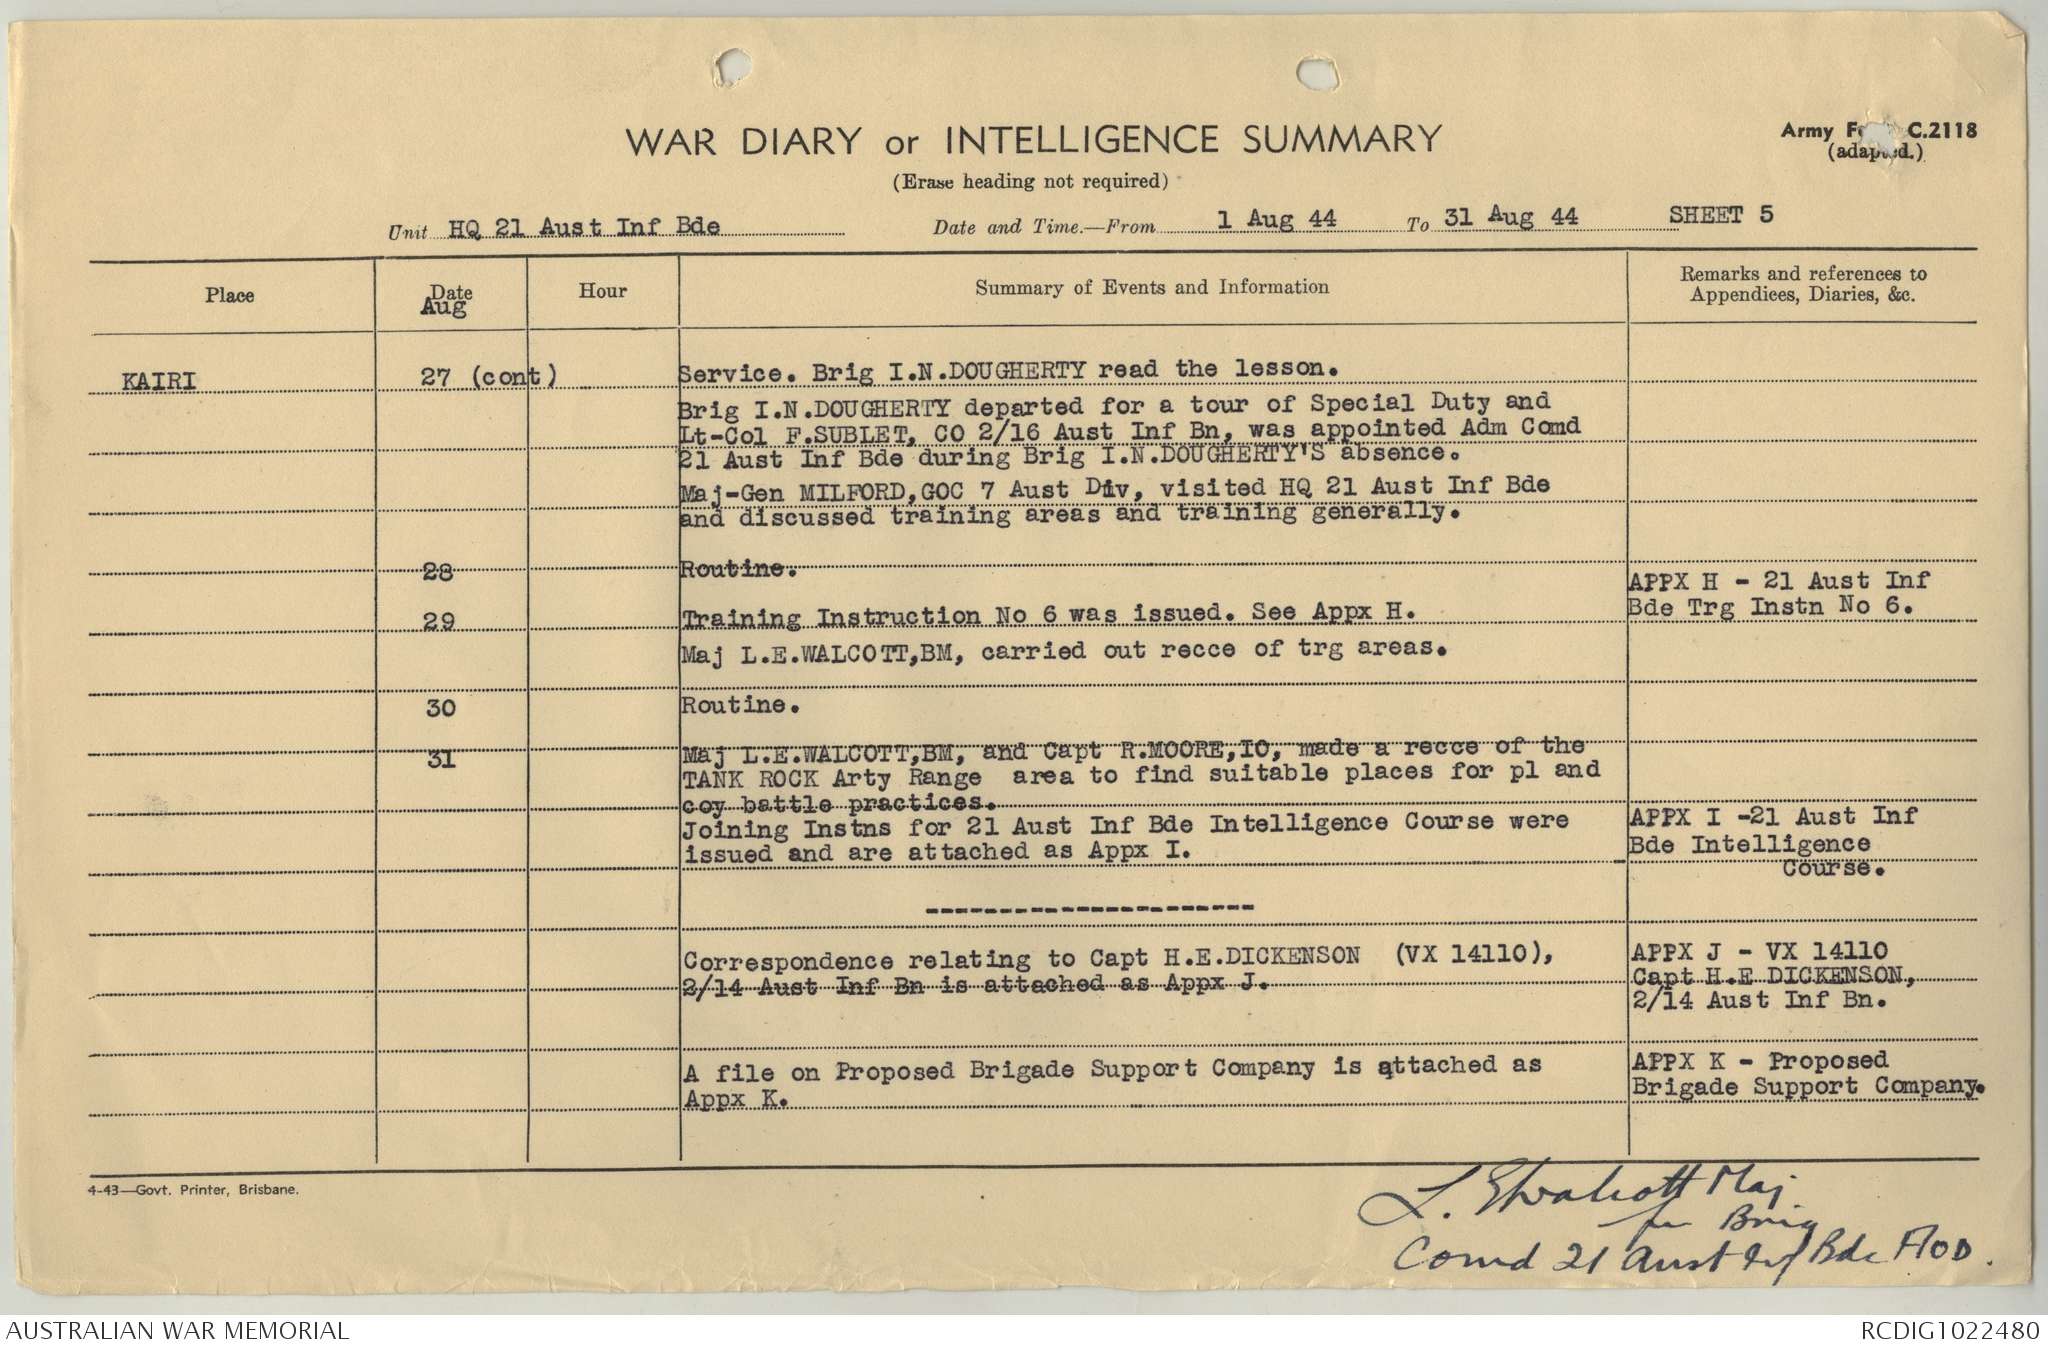 WAR DIARY or INTELLIGENCE SUMMARY
Army C.2118
(adapted.)
(Erase heading not required)
Unit HQ 21 Aust Inf Bde Date and Time.—From 1 Aug 44 To 31 Aug 44 SHEET 5
Place Date Hour Summary of Events and Information Remarks and references to
Appendices, Diaries, &c.
Aug
KAIRI 27 (cont) Service. Brig I.N.DOUGHERTY read the lesson.
Brig I.N.DOUGHERTY departed for a tour of Special Duty and
Lt-Col F.SUBLET, CO 2/16 Aust Inf Bn, was appointed Adm Comd
21 Aust Inf Bde during Brig I.N.DOUGHERTY'S absence.
Maj-Gen MILFORD,GOC 7 Aust Div, visited HQ 21 Aust Inf Bde
and discussed training areas and training generally.
28 Routine.
APPX H - 21 Aust Inf
Bde Trg Instn No 6.
29 Training Instruction No 6 was issued. See Appx H.
Maj L.E.WALCOTT,BM, carried out recce of trg areas.
30 Routine.
31 Maj L.E.WALCOTT,BM, and Capt R.MOORE,IO, made a recce of the
TANK ROCK Arty Range area to find suitable places for pl and
coy battle practices.
Joining Instns for 21 Aust Inf Bde Intelligence Course were
issued and are attached as Appx I.
APPX I -21 Aust Inf
Bde Intelligence
Course.
----------------------
Correspondence relating to Capt H.E.DICKENSON (VX 14110),
2/14 Aust Inf Bn is attached as Appx J.
APPX J - VX 14110
Capt H.E DICKENSON,
2/14 Aust Inf Bn.
A file on Proposed Brigade Support Company is attached as
Appx K.
APPX K - Proposed
Brigade Support Company.
4-43—Govt. Printer, Brisbane.
L. E Walcott Maj
for Brig
Comd 21 Aust Inf Bde AOD.
AUSTRALIAN WAR MEMORIAL
RCDIG1022480